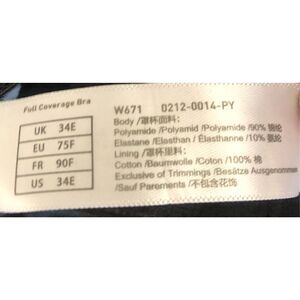 Full Coverage Bra
UK 34E
EU 75F
FR 90F
US 34E
W671 0212-0014-PY
Body /罩杯面料:
Polyamide /Polyamid /Polyamide /90% 锦纶
Elastane /Elasthan / Élasthanne /10% 氨纶
Lining /罩杯里料:
Cotton /Baumwolle /Coton /100% 棉
Exclusive of Trimmings /Besätze Ausgenommen
/Sauf Parements /不包含花饰